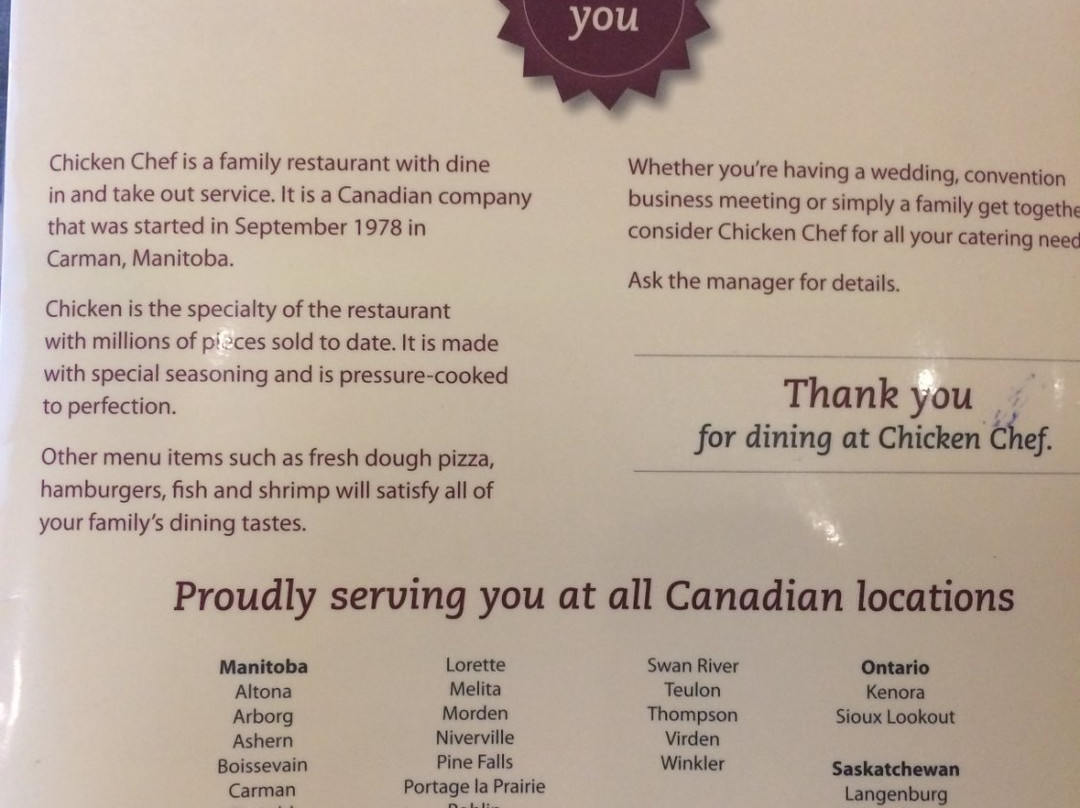 you
Chicken Chef is a family restaurant with dine
in and take out service. It is a Canadian company
that was started in September 1978 in
Carman, Manitoba.
Chicken is the specialty of the restaurant
with millions of pieces sold to date. It is made
with special seasoning and is pressure-cooked
to perfection.
Other menu items such as fresh dough pizza,
hamburgers, fish and shrimp will satisfy all of
your family's dining tastes.
Whether you're having a wedding, convention
business meeting or simply a family get togethe
consider Chicken Chef for all your catering need
Ask the manager for details.
Thank you
for dining at Chicken Chef.
Proudly serving you at all Canadian locations
Manitoba
Altona
Arborg
Ashern
Boissevain
Carman
Lorette
Melita
Morden
Niverville
Pine Falls
Portage la Prairie
Swan River
Teulon
Thompson
Virden
Winkler
Ontario
Kenora
Sioux Lookout
Saskatchewan
Langenburg